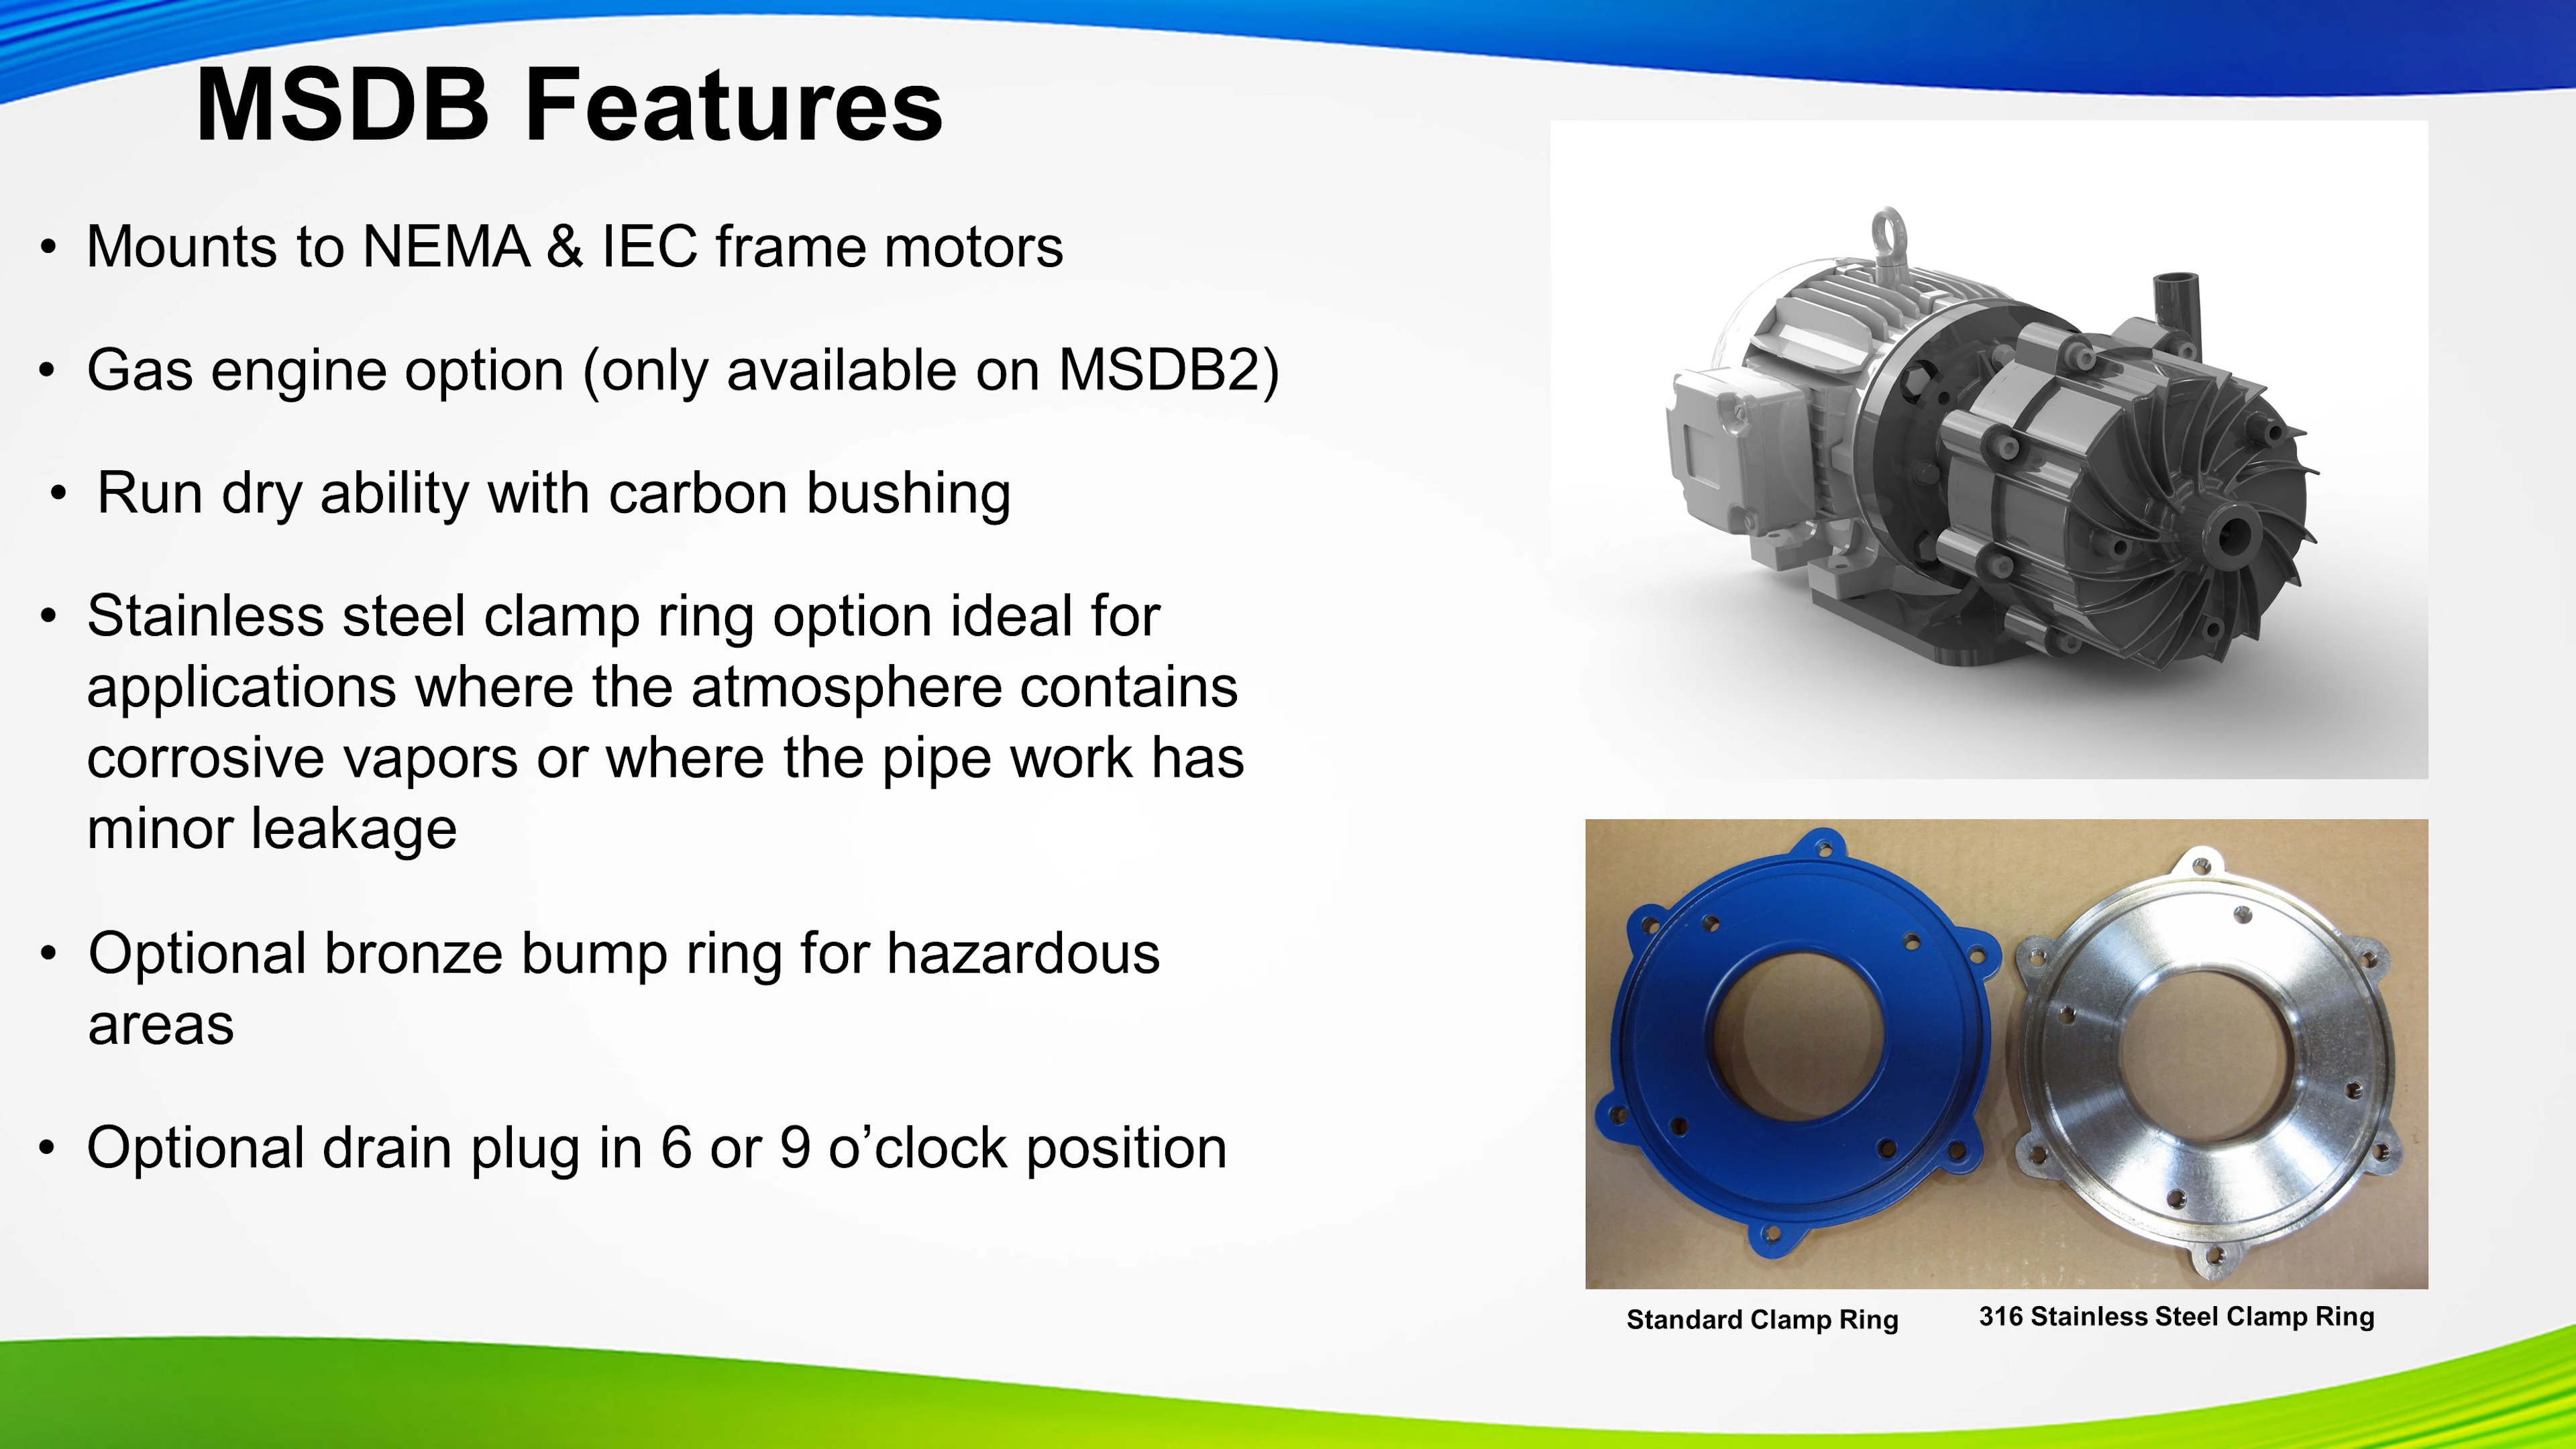 MSDB Features
• Mounts to NEMA & IEC frame motors
• Gas engine option (only available on MSDB2)
• Run dry ability with carbon bushing
• Stainless steel clamp ring option ideal for
applications where the atmosphere contains
corrosive vapors or where the pipe work has
minor leakage
• Optional bronze bump ring for hazardous
areas
• Optional drain plug in 6 or 9 o’clock position
Standard Clamp Ring
316 Stainless Steel Clamp Ring